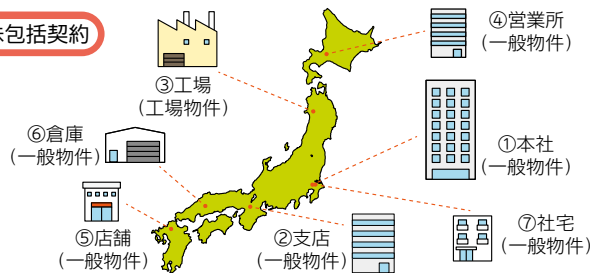 包括契約
④営業所
(一般物件)
③工場
(工場物件)
⑥倉庫
(一般物件)
①本社
(一般物件)
⑤店舗
(一般物件)
②支店
(一般物件)
⑦社宅
(一般物件)